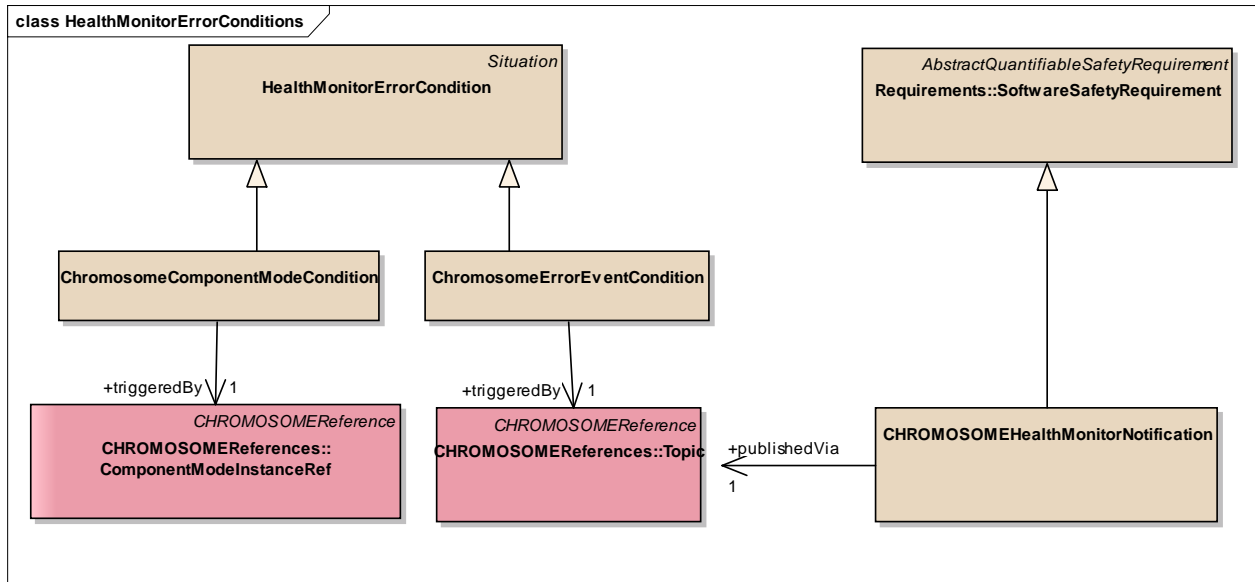 class HealthMonitorErrorConditions
Situation
HealthMonitorErrorCondition
AbstractQuantifiableSafetyRequirement
Requirements::SoftwareSafetyRequirement
ChromosomeComponentModeCondition
ChromosomeErrorEventCondition
+triggeredBy
1
+triggeredBy
1
CHROMOSOMEReference
CHROMOSOMEReferences::
ComponentModeInstanceRef
CHROMOSOMEReference
CHROMOSOMEReferences::Topic
+publishedVia
1
CHROMOSOMEHealthMonitorNotification